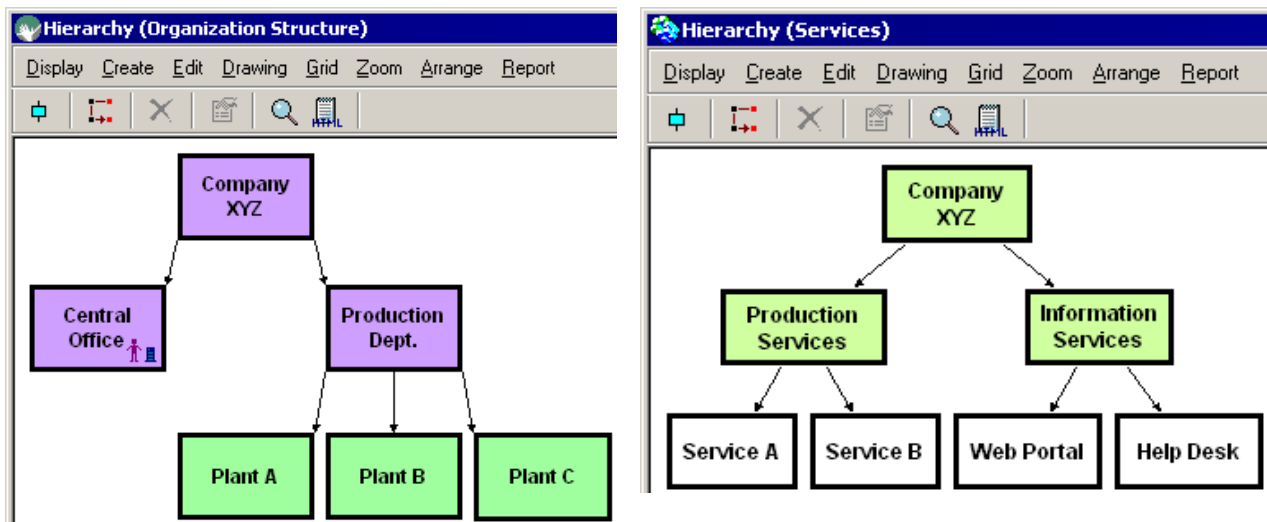 Hierarchy (Organization Structure)
Display Create Edit Drawing Grid Zoom Arrange Report
HTML
Company
XYZ
Central
Office
Production
Dept.
Plant A
Plant B
Plant C
Hierarchy (Services)
Display Create Edit Drawing Grid Zoom Arrange Report
HTML
Company
XYZ
Production
Services
Information
Services
Service A
Service B
Web Portal
Help Desk